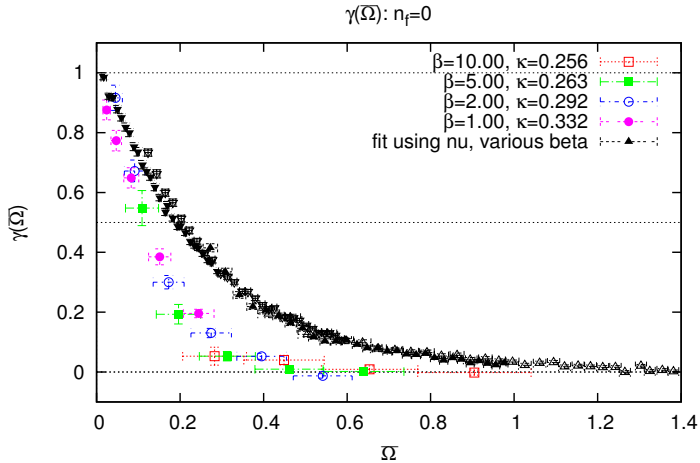 γ(Ω̅): n_f=0
β=10.00, κ=0.256
β=5.00, κ=0.263
β=2.00, κ=0.292
β=1.00, κ=0.332
fit using nu, various beta
γ(Ω̅)
1
0.8
0.6
0.4
0.2
0
0 0.2 0.4 0.6 0.8 1 1.2 1.4
Ω̅